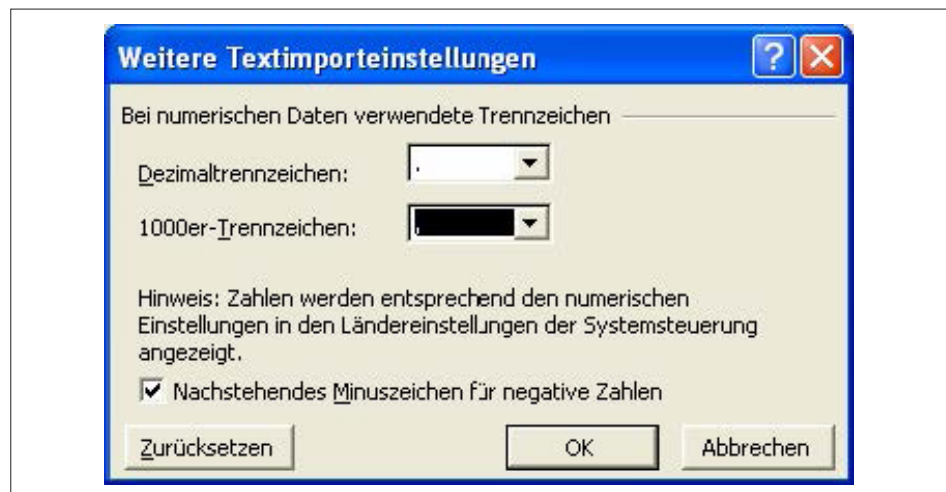 Weitere Textimporteinstellungen
Bei numerischen Daten verwendete Trennzeichen
Dezimaltrennzeichen: .
1000er-Trennzeichen: ,
Hinweis: Zahlen werden entsprechend den numerischen
Einstellungen in den Ländereinstellungen der Systemsteuerung
angezeigt.
Nachstehendes Minuszeichen für negative Zahlen
Zurücksetzen OK Abbrechen